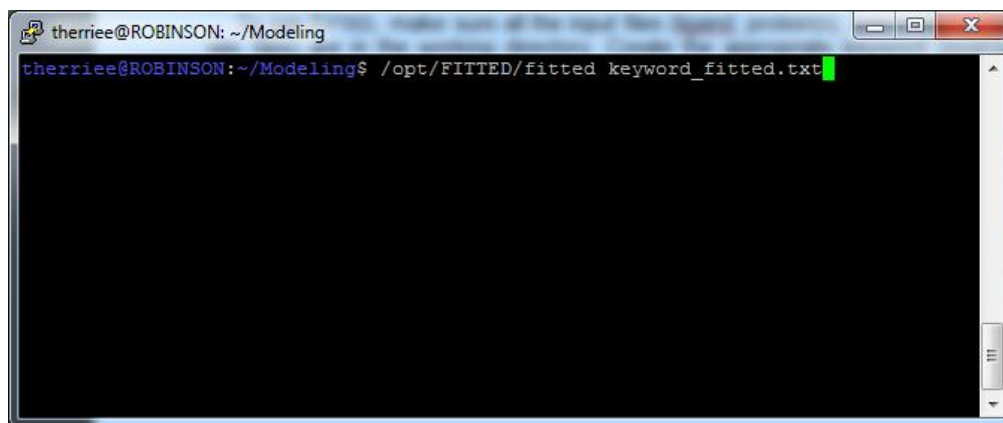 therriee@ROBINSON: ~/Modeling
therriee@ROBINSON:~/Modeling$ /opt/FITTED/fitted keyword_fitted.txt